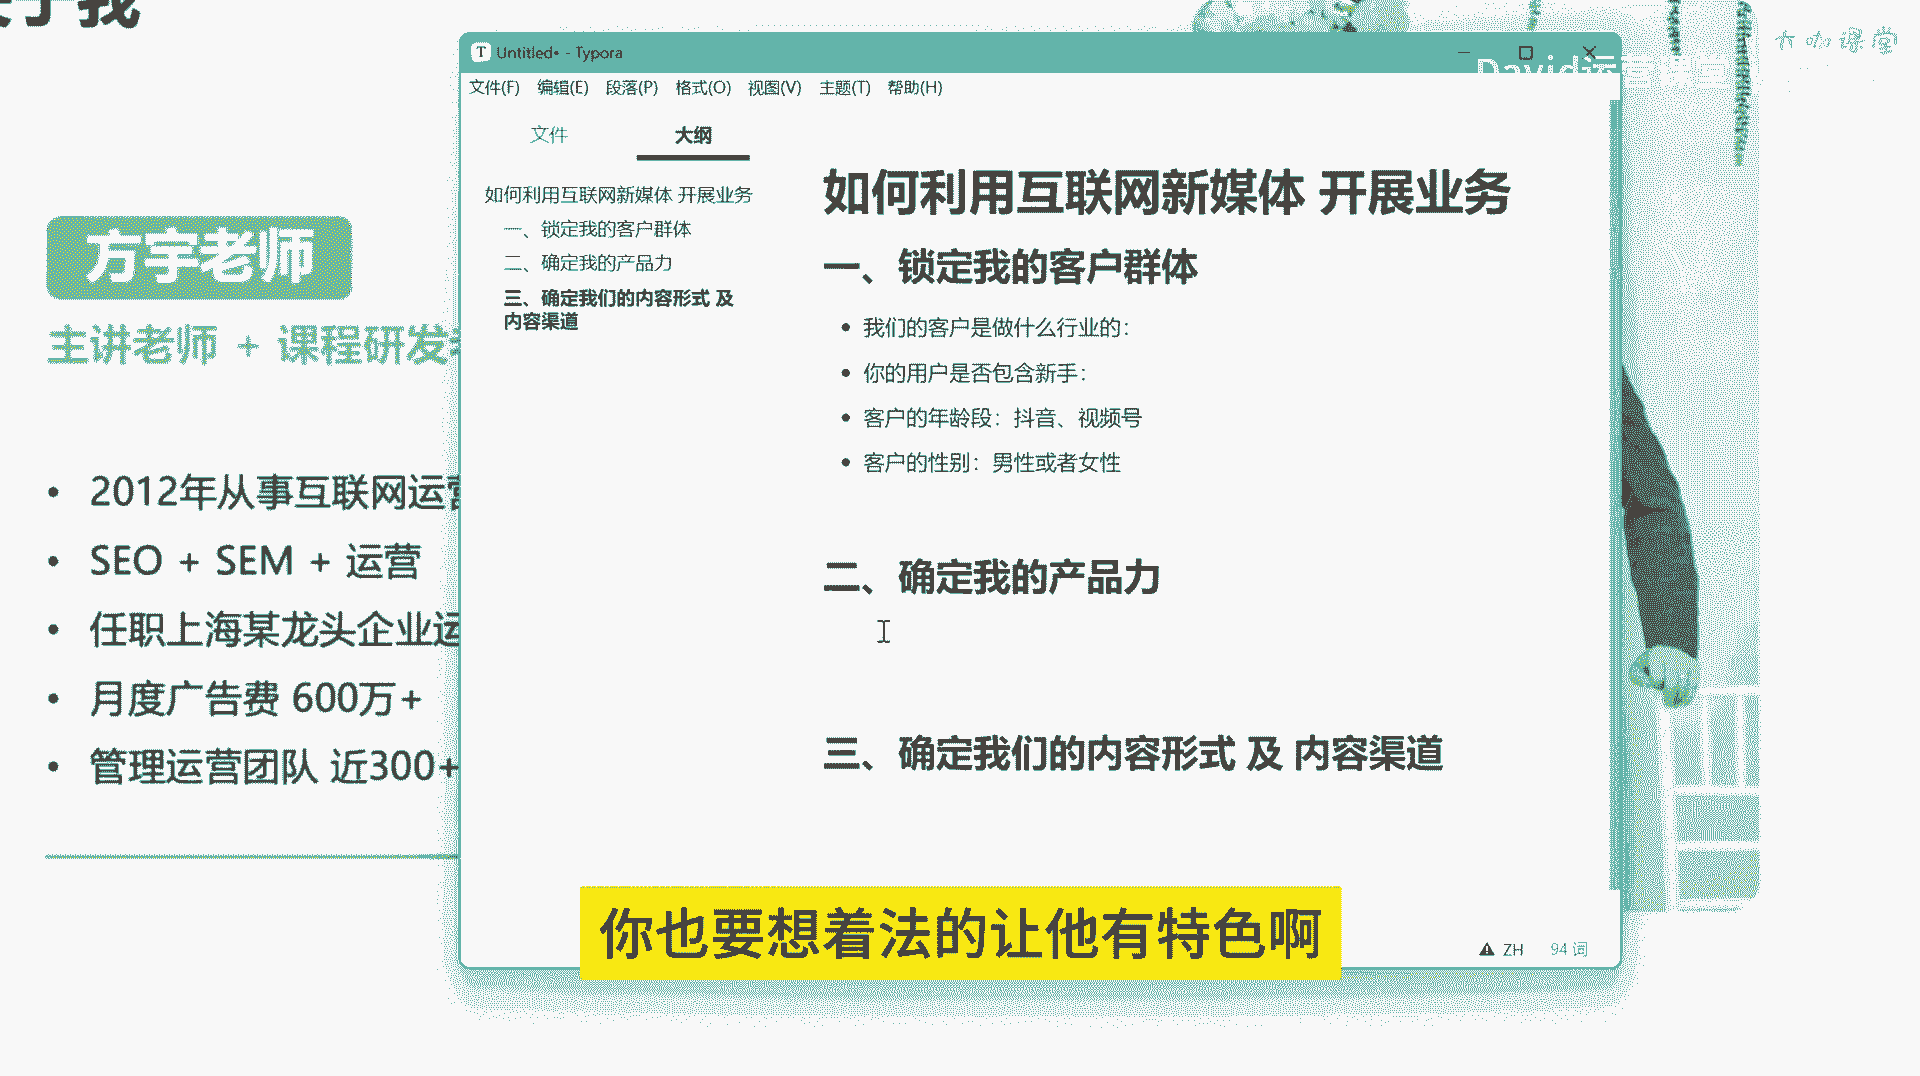 于我
方宇老师
主讲老师 + 课程研发
2012年从事互联网运营
SEO + SEM + 运营
任职上海某龙头企业运
月度广告费 600万+
管理运营团队 近300+
大咖课堂
David运营课堂
Untitled• - Typora
文件(F) 编辑(E) 段落(P) 格式(O) 视图(V) 主题(T) 帮助(H)
文件 大纲
如何利用互联网新媒体 开展业务
一、锁定我的客户群体
二、确定我的产品力
三、确定我们的内容形式 及
内容渠道
如何利用互联网新媒体 开展业务
一、锁定我的客户群体
我们的客户是做什么行业的：
你的用户是否包含新手：
客户的年龄段：抖音、视频号
客户的性别：男性或者女性
二、确定我的产品力
三、确定我们的内容形式 及 内容渠道
ZH 94 词
你也要想着法的让他有特色啊